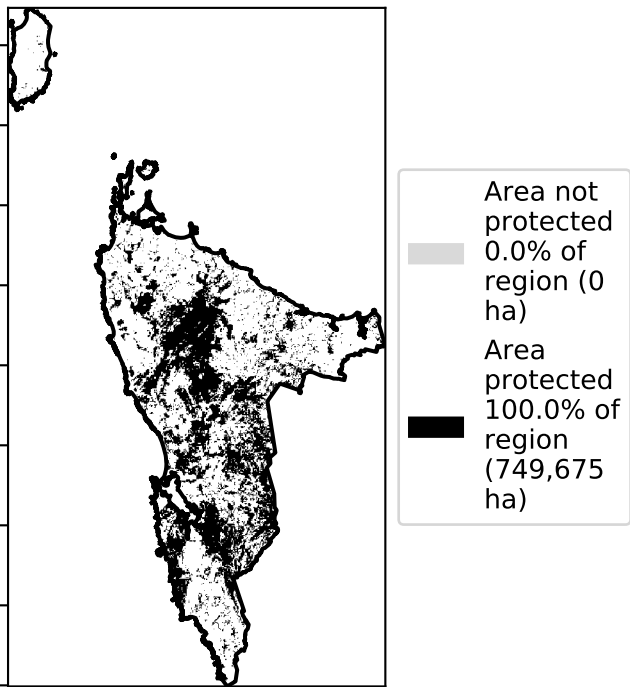 Area not
protected
0.0% of
region (0
ha)
Area
protected
100.0% of
region
(749,675
ha)